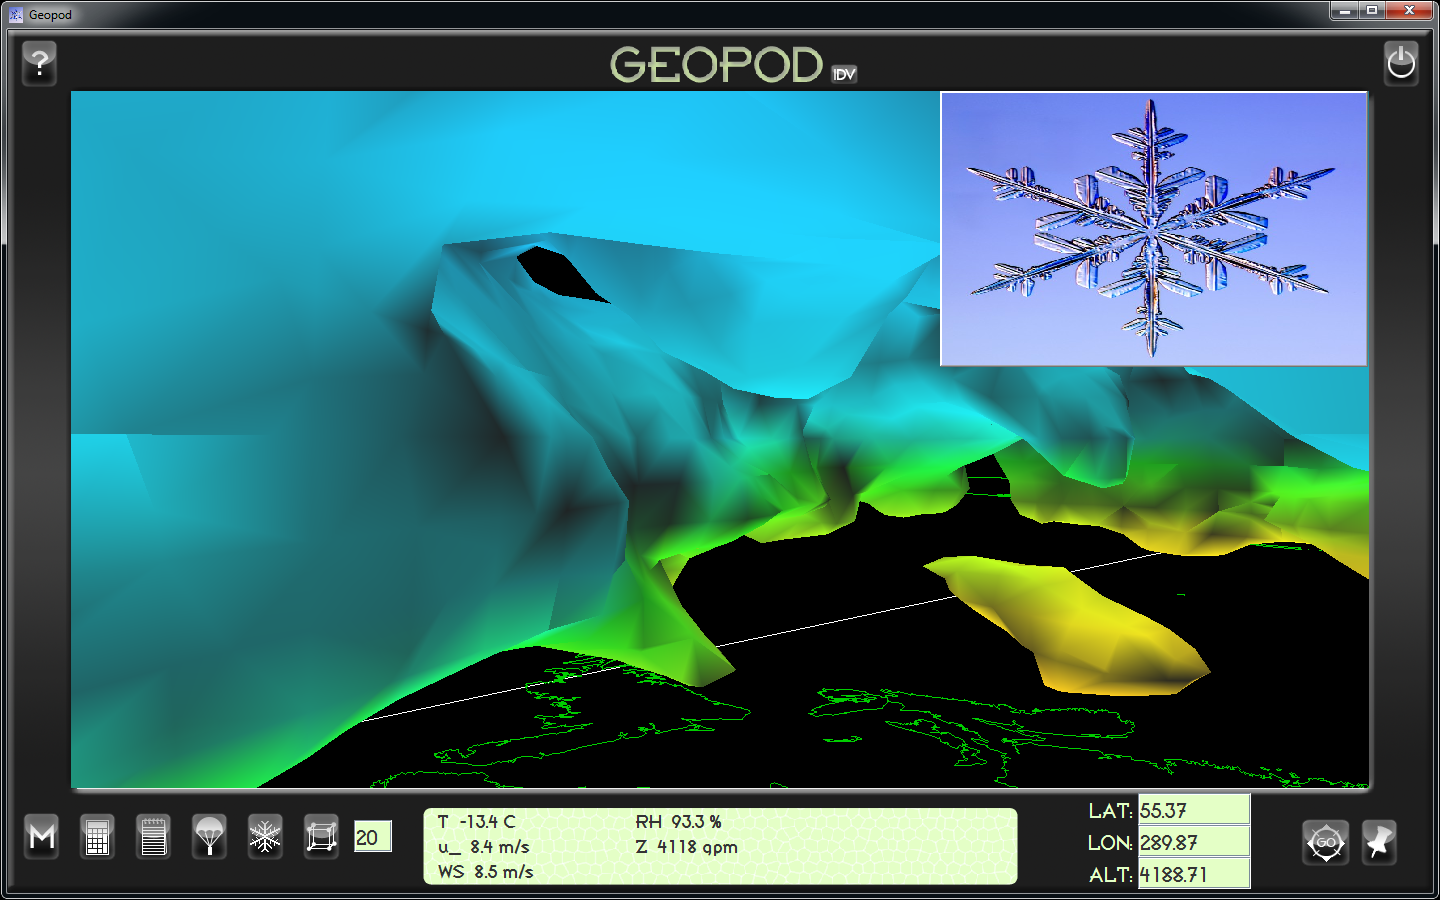 Geopod
?
GEOPOD IDV
M
20
T -13.4 C RH 93.3 %
u_ 8.4 m/s Z 4118 gpm
WS 8.5 m/s
LAT: 55.37
LON: 289.87
ALT: 4188.71
GO